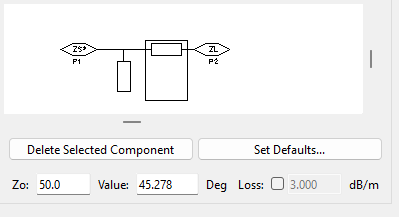 ZS* ZL
P1 P2
Delete Selected Component Set Defaults...
Zo: 50.0 Value: 45.278 Deg Loss: 3.000 dB/m